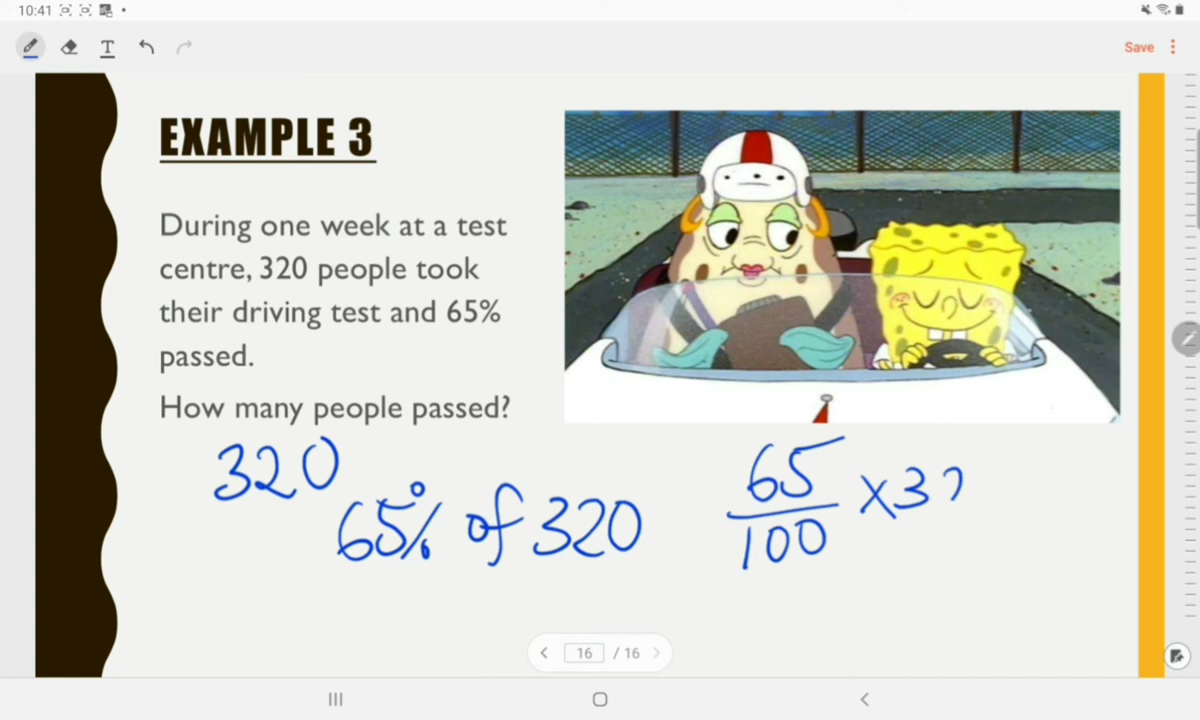 10:41
T
Save
EXAMPLE 3
During one week at a test
centre, 320 people took
their driving test and 65%
passed.
How many people passed?
320
65% of 320
65
100
×32
16 / 16